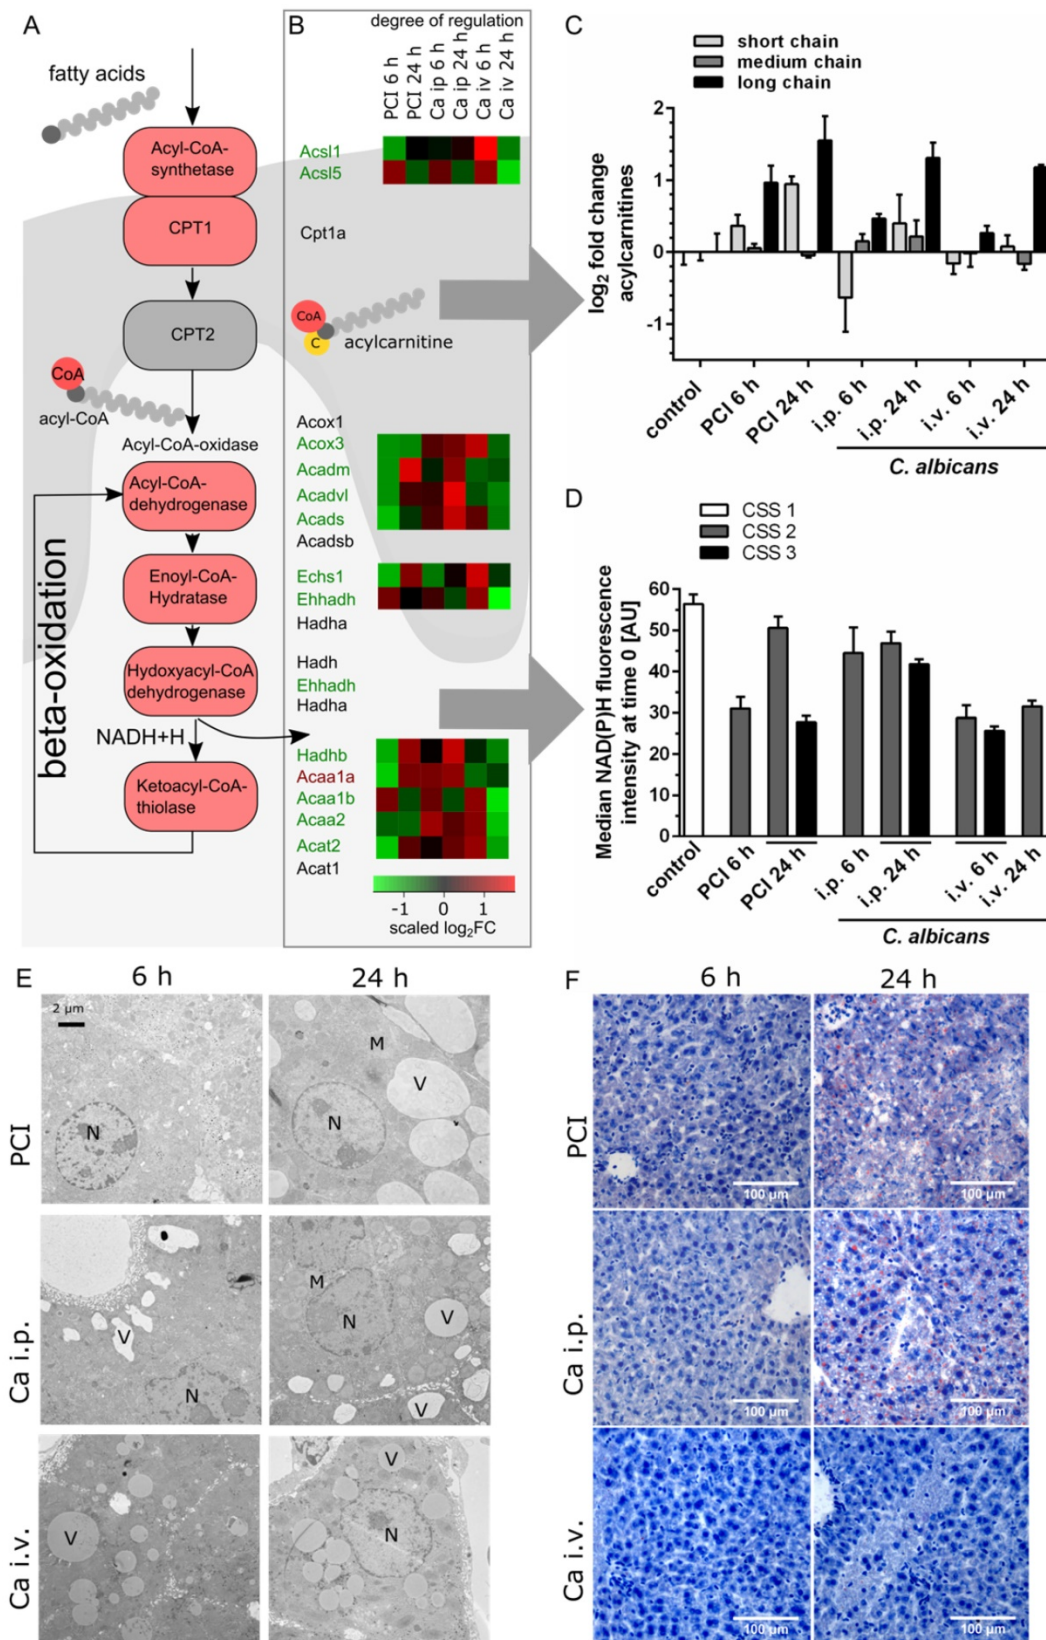 A
fatty acids
Acyl-CoA-
synthetase
CPT1
CPT2
CoA
acyl-CoA
Acyl-CoA-oxidase
Acyl-CoA-
dehydrogenase
Enoyl-CoA-
Hydratase
Hydoxyacyl-CoA
dehydrogenase
NADH+H
Ketoacyl-CoA-
thiolase
beta-oxidation
B
degree of regulation
PCI 6 h
PCI 24 h
Ca ip 6 h
Ca ip 24 h
Ca iv 6 h
Ca iv 24 h
Acsl1
Acsl5
Cpt1a
CoA
C
acylcarnitine
Acox1
Acox3
Acadm
Acadvl
Acads
Acadsb
Echs1
Ehhadh
Hadha
Hadh
Ehhadh
Hadha
Hadhb
Acaa1a
Acaa1b
Acaa2
Acat2
Acat1
-1 0 1
scaled log2FC
C
short chain
medium chain
long chain
log2 fold change
acylcarnitines
2
1
0
-1
control
PCI 6 h
PCI 24 h
i.p. 6 h
i.p. 24 h
i.v. 6 h
i.v. 24 h
C. albicans
D
CSS 1
CSS 2
CSS 3
Median NAD(P)H fluorescence
intensity at time 0 [AU]
60
50
40
30
20
10
0
control
PCI 6 h
PCI 24 h
i.p. 6 h
i.p. 24 h
i.v. 6 h
i.v. 24 h
C. albicans
E
6 h
24 h
2 µm
PCI
N
M
V
N
Ca i.p.
V
N
M
N
V
V
Ca i.v.
V
V
N
F
6 h
24 h
PCI
100 µm
100 µm
Ca i.p.
100 µm
100 µm
Ca i.v.
100 µm
100 µm